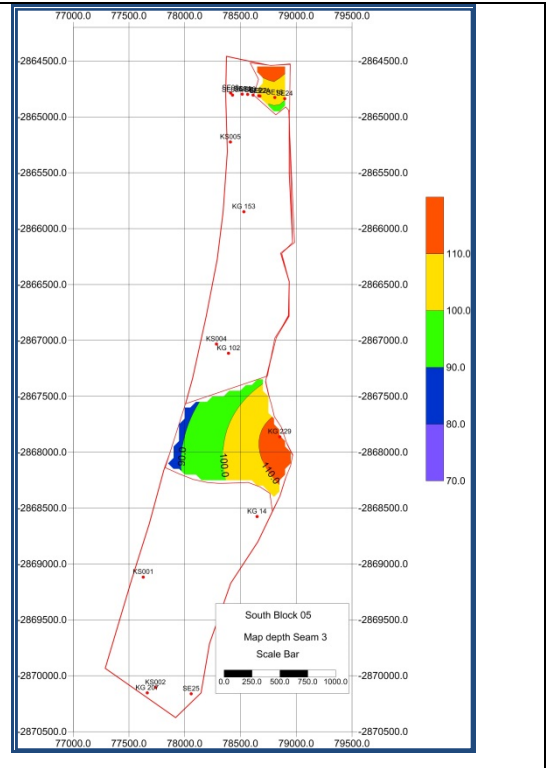 77000.0 77500.0 78000.0 78500.0 79000.0 79500.0
-2864500.0 -2864500.0
SE24
-2865000.0 -2865000.0
KS005
-2865500.0 -2865500.0
KG 153
-2866000.0 -2866000.0
110.0
-2866500.0 -2866500.0
100.0
-2867000.0 -2867000.0
KS004
KG 102
90.0
-2867500.0 -2867500.0
80.0
KG 229
-2868000.0 -2868000.0
90.0 100.0 110.0
70.0
-2868500.0 -2868500.0
KG 14
-2869000.0 -2869000.0
KS001
-2869500.0 -2869500.0
South Block 05
Map depth Seam 3
Scale Bar
-2870000.0 -2870000.0
0.0 250.0 500.0 750.0 1000.0
KS002
KG 207 SE25
-2870500.0 -2870500.0
77000.0 77500.0 78000.0 78500.0 79000.0 79500.0